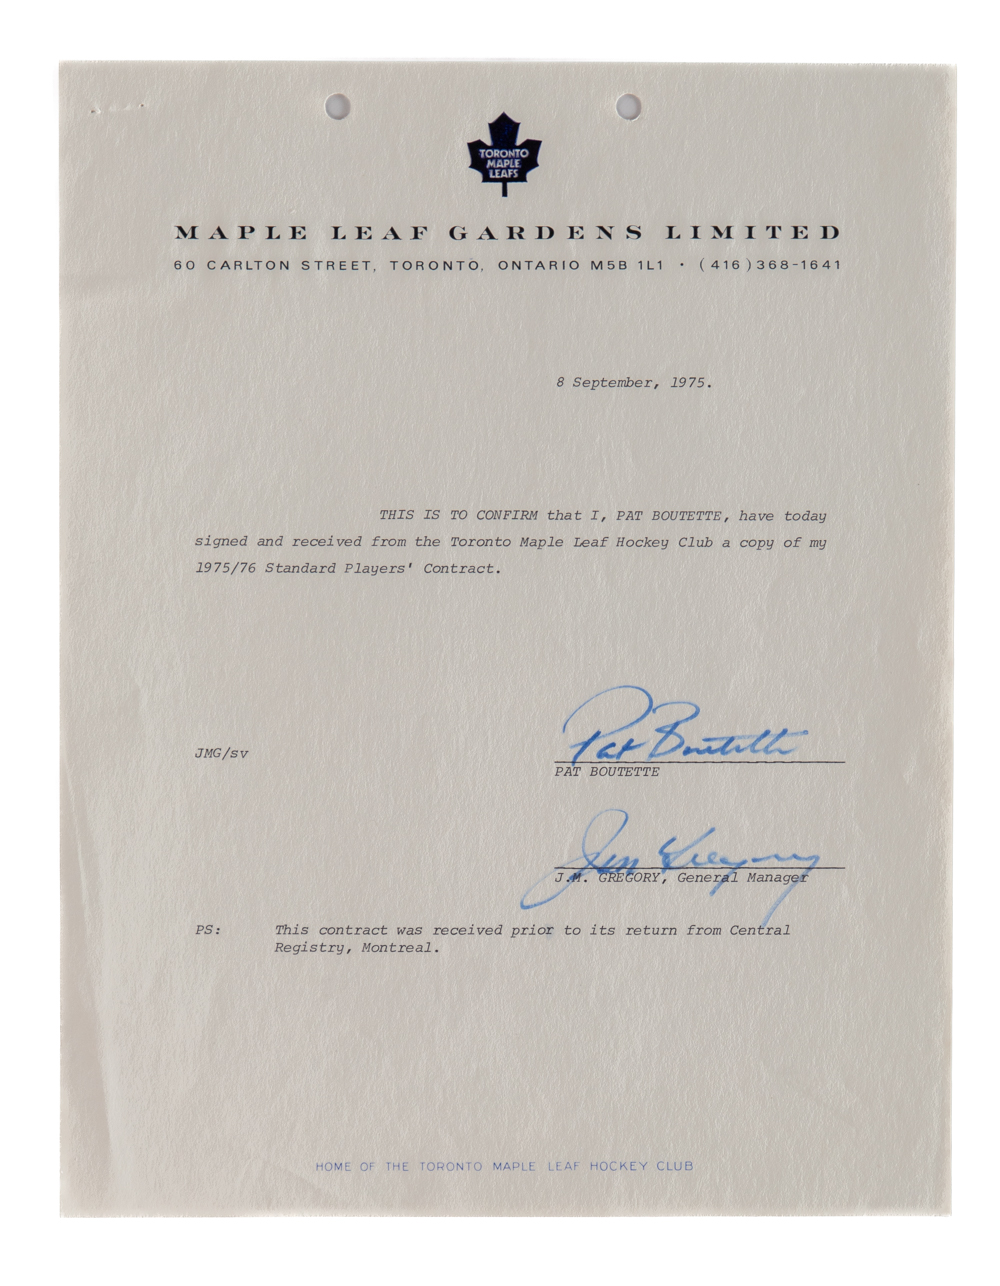 TORONTO
MAPLE
LEAFS
MAPLE LEAF GARDENS LIMITED
60 CARLTON STREET, TORONTO, ONTARIO M5B 1L1 • (416) 368-1641
8 September, 1975.
THIS IS TO CONFIRM that I, PAT BOUTETTE, have today
signed and received from the Toronto Maple Leaf Hockey Club a copy of my
1975/76 Standard Players' Contract.
Pat Boutette
JMG/sv
PAT BOUTETTE
Jim Gregory
J.M. GREGORY, General Manager
PS: This contract was received prior to its return from Central
Registry, Montreal.
HOME OF THE TORONTO MAPLE LEAF HOCKEY CLUB